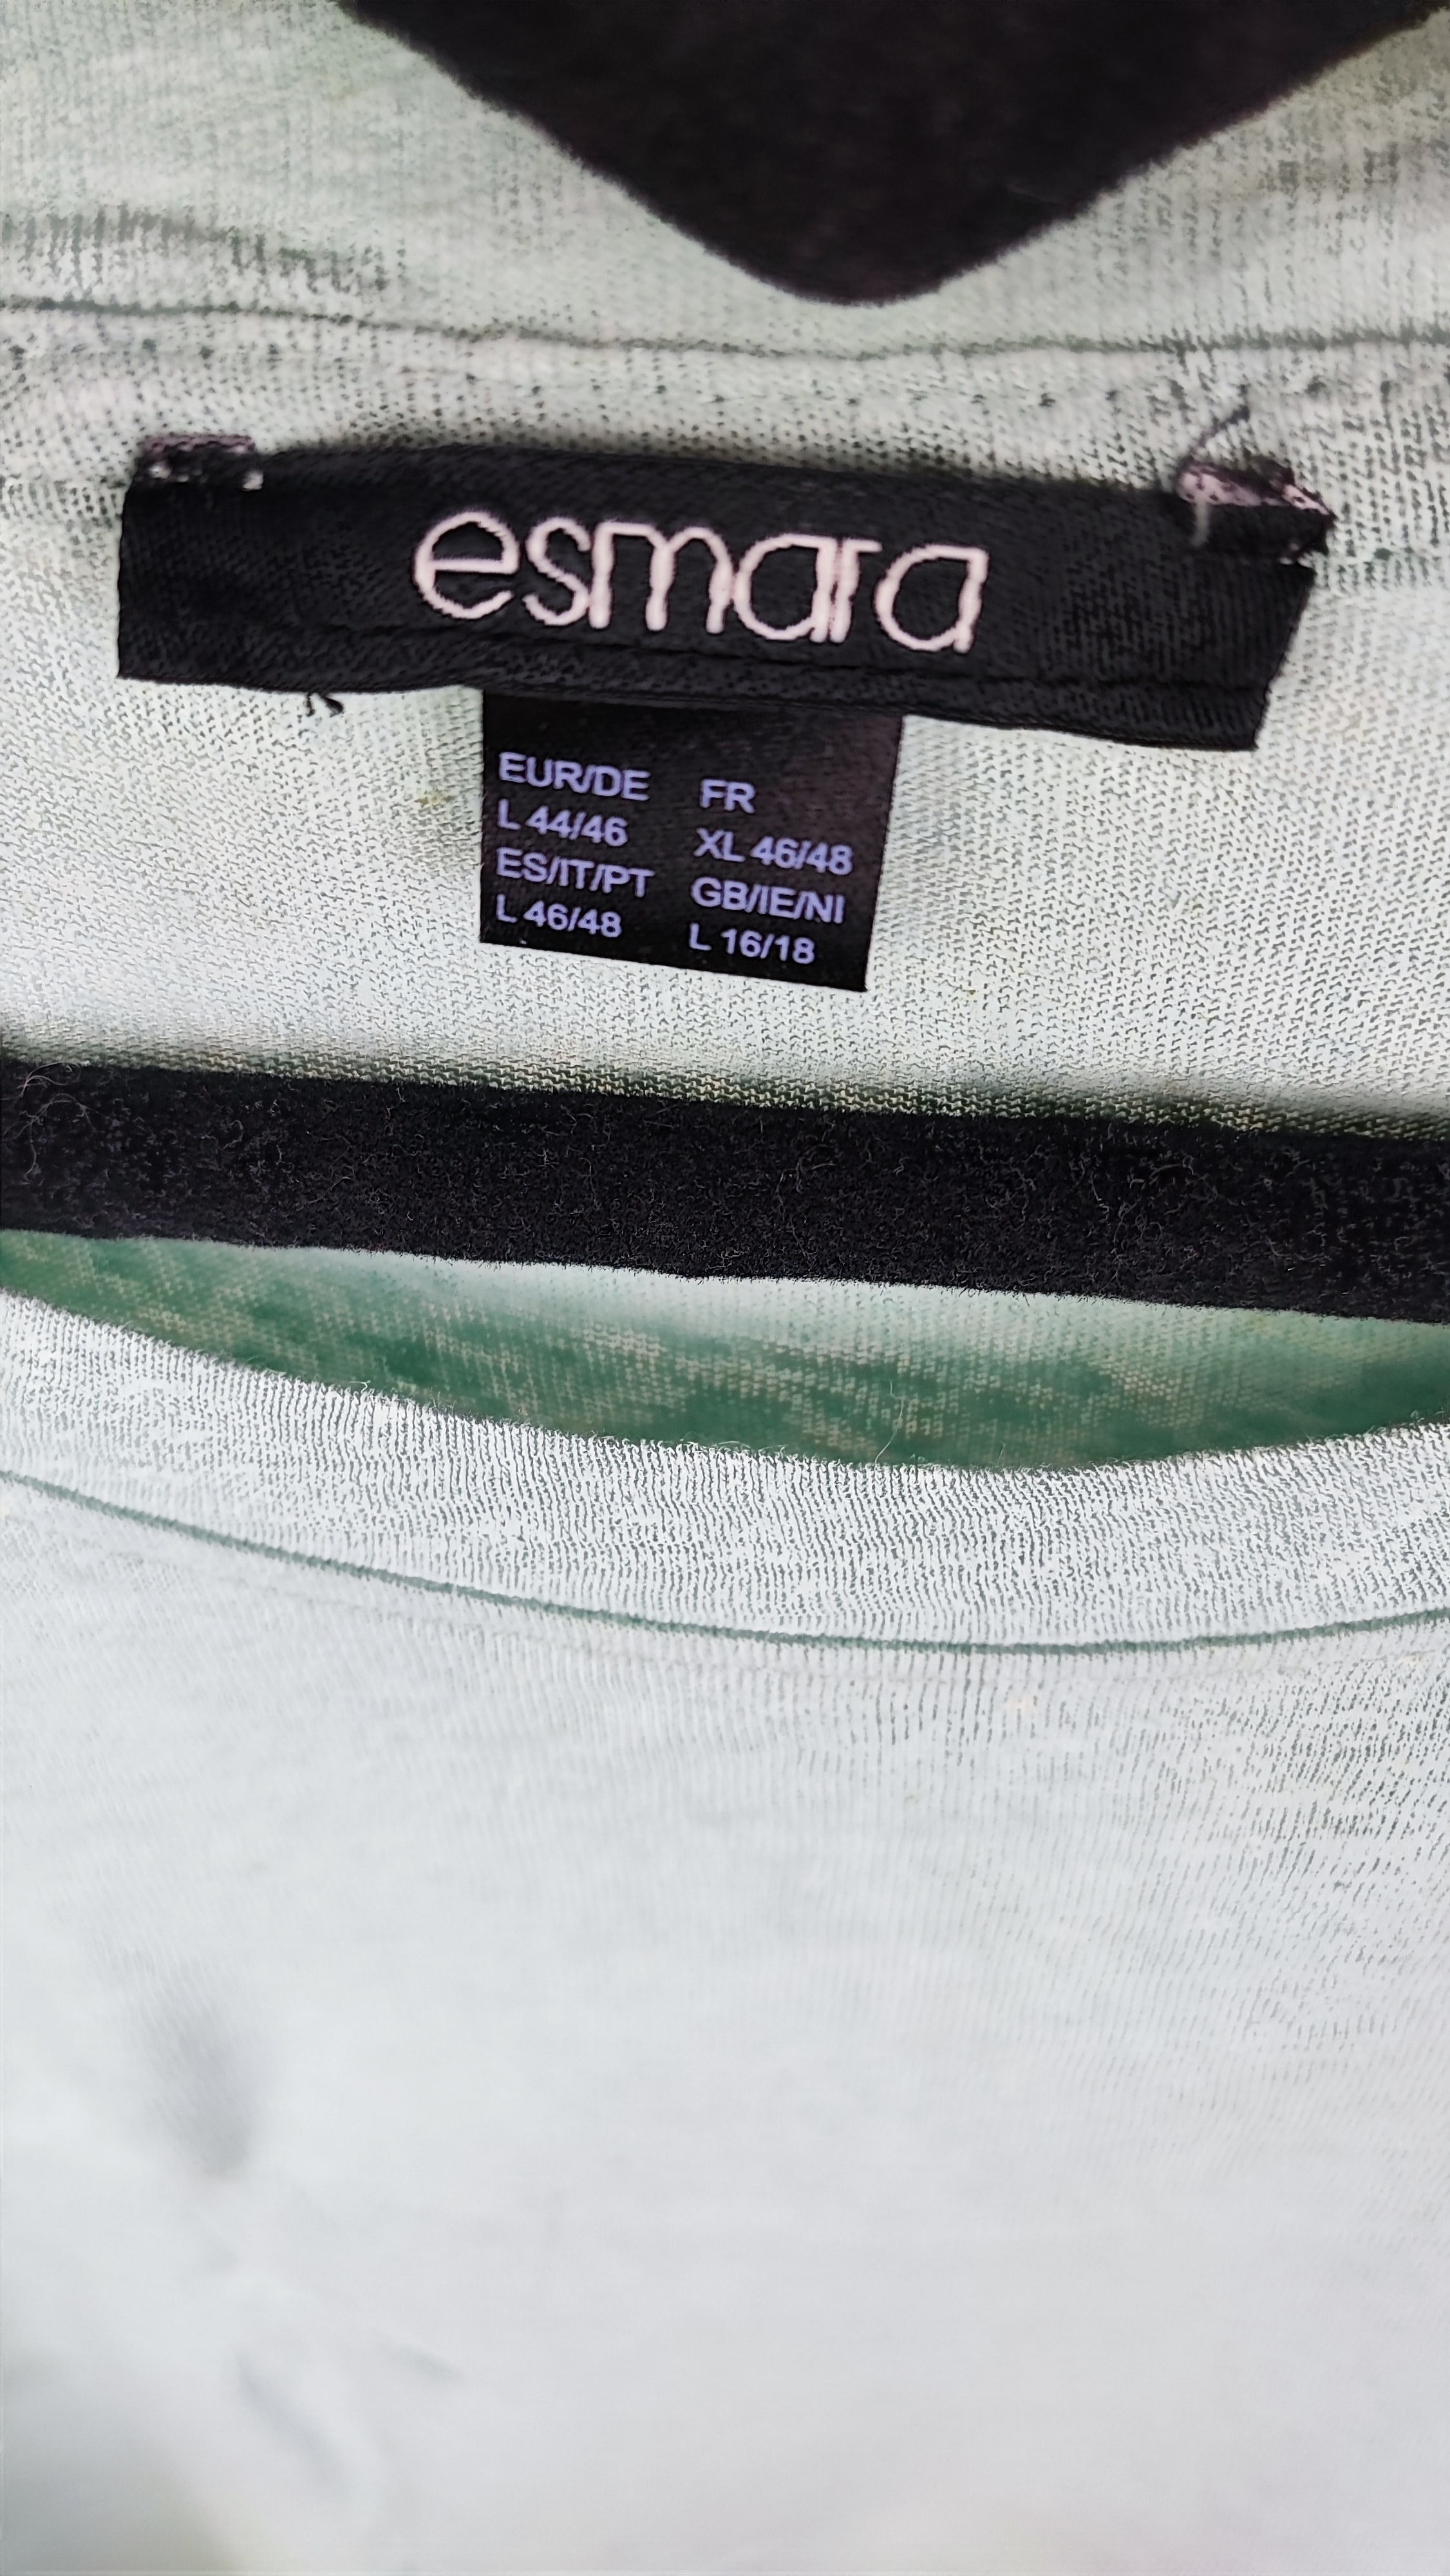 esmara
EUR/DE FR
L 44/46 XL 46/48
ES/IT/PT GB/IE/NI
L 46/48 L 16/18